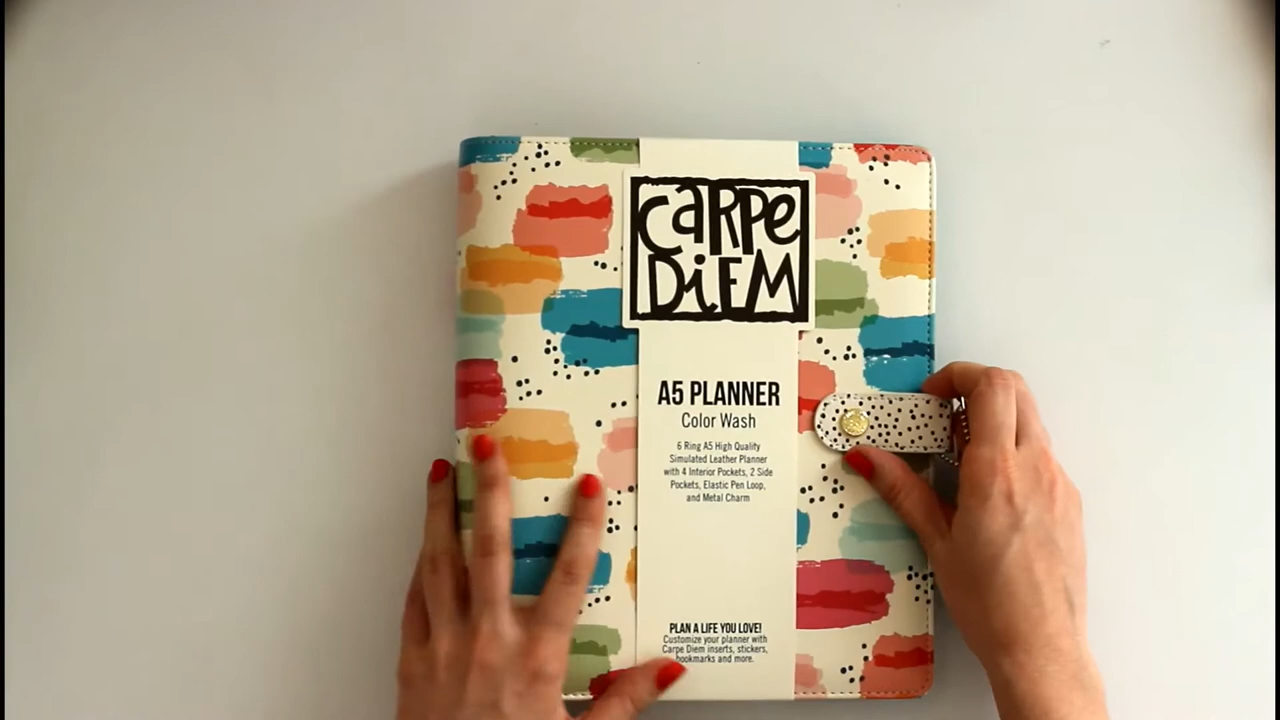 CARPE
DIEM
A5 PLANNER
Color Wash
6 Ring A5 High Quality
Simulated Leather Planner
with 4 Interior Pockets, 2 Side
Pockets, Elastic Pen Loop,
and Metal Charm
PLAN A LIFE YOU LOVE!
Customize your planner with
Carpe Diem inserts, stickers,
bookmarks and more.